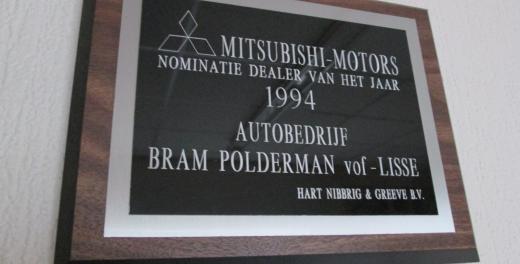 MITSUBISHI-MOTORS
NOMINATIE DEALER VAN HET JAAR
1994
AUTOBEDRIJF
BRAM POLDERMAN vof - LISSE
HART NIBBRIG & GREEVE B.V.